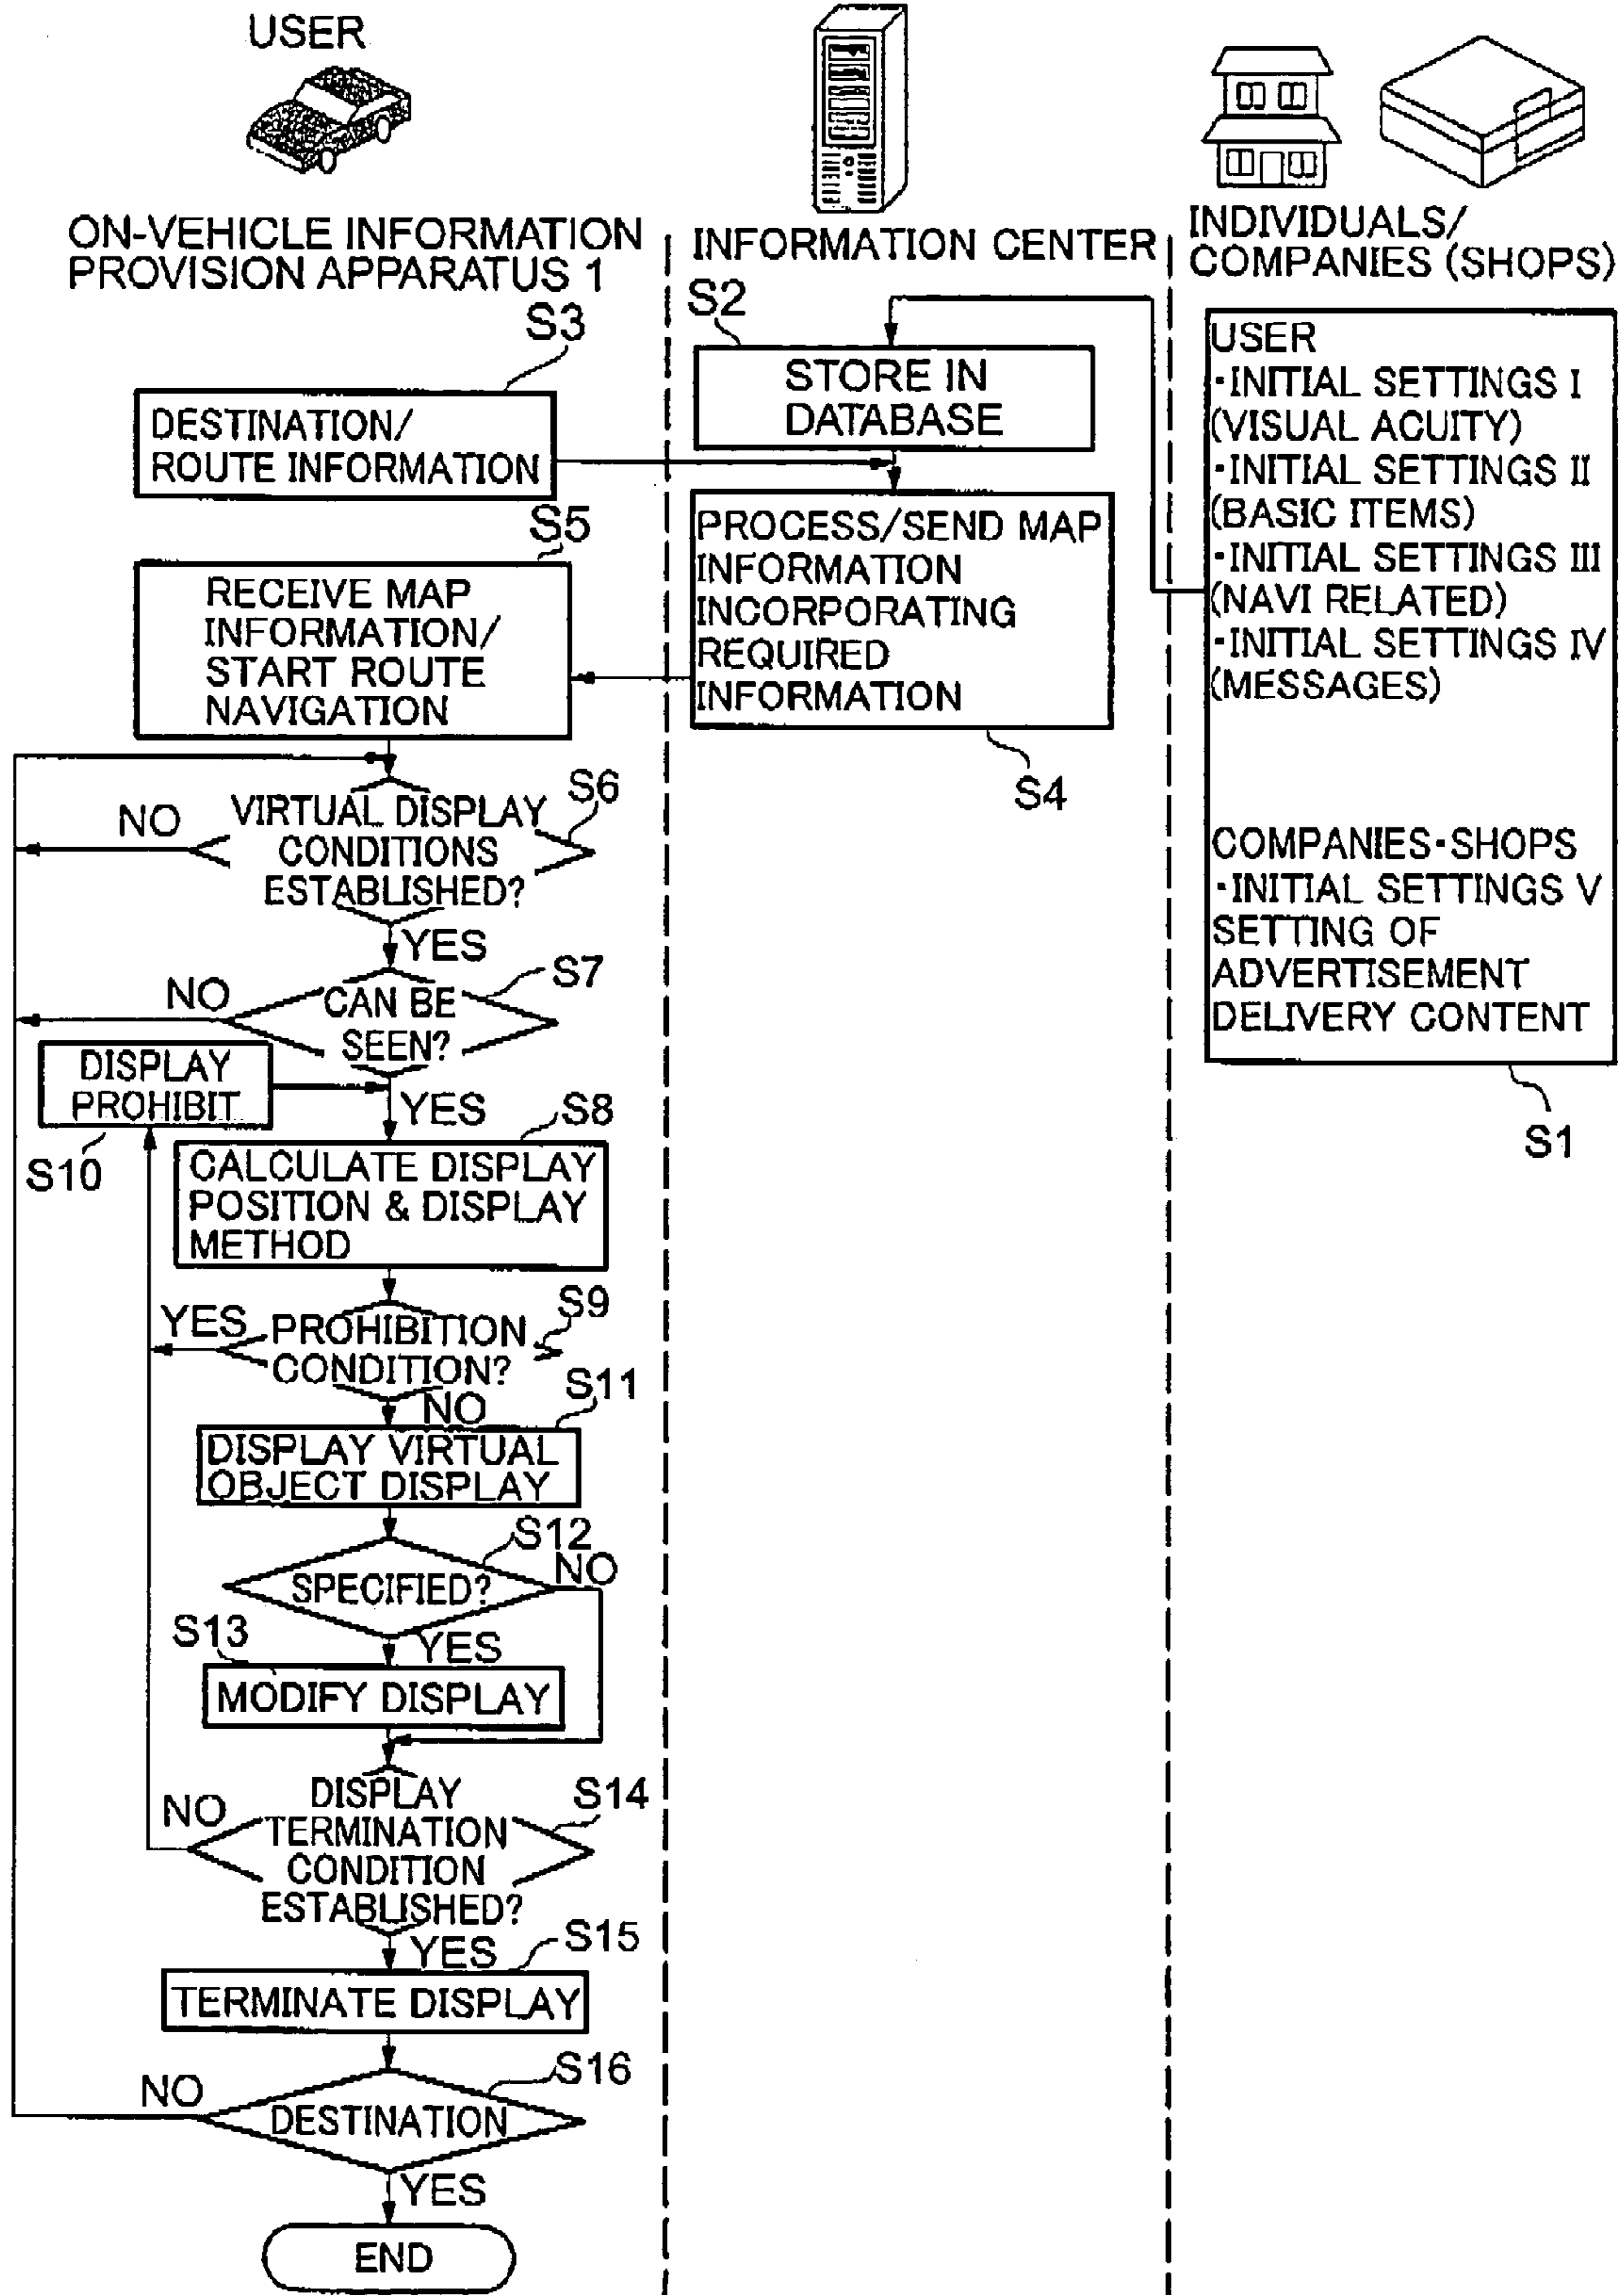 USER
ON-VEHICLE INFORMATION
PROVISION APPARATUS 1
INFORMATION CENTER
INDIVIDUALS/
COMPANIES (SHOPS)
S3
DESTINATION/
ROUTE INFORMATION
S2
STORE IN
DATABASE
USER
·INITIAL SETTINGS I
(VISUAL ACUITY)
·INITIAL SETTINGS II
(BASIC ITEMS)
·INITIAL SETTINGS III
(NAVI RELATED)
·INITIAL SETTINGS IV
(MESSAGES)
COMPANIES·SHOPS
·INITIAL SETTINGS V
SETTING OF
ADVERTISEMENT
DELIVERY CONTENT
S1
PROCESS/SEND MAP
INFORMATION
INCORPORATING
REQUIRED
INFORMATION
S4
S5
RECEIVE MAP
INFORMATION/
START ROUTE
NAVIGATION
S6
NO
VIRTUAL DISPLAY
CONDITIONS
ESTABLISHED?
YES
S7
NO
CAN BE
SEEN?
YES
DISPLAY
PROHIBIT
S10
S8
CALCULATE DISPLAY
POSITION & DISPLAY
METHOD
S9
YES
PROHIBITION
CONDITION?
NO
S11
DISPLAY VIRTUAL
OBJECT DISPLAY
S12
SPECIFIED?
NO
YES
S13
MODIFY DISPLAY
S14
NO
DISPLAY
TERMINATION
CONDITION
ESTABLISHED?
YES
S15
TERMINATE DISPLAY
S16
NO
DESTINATION
YES
END